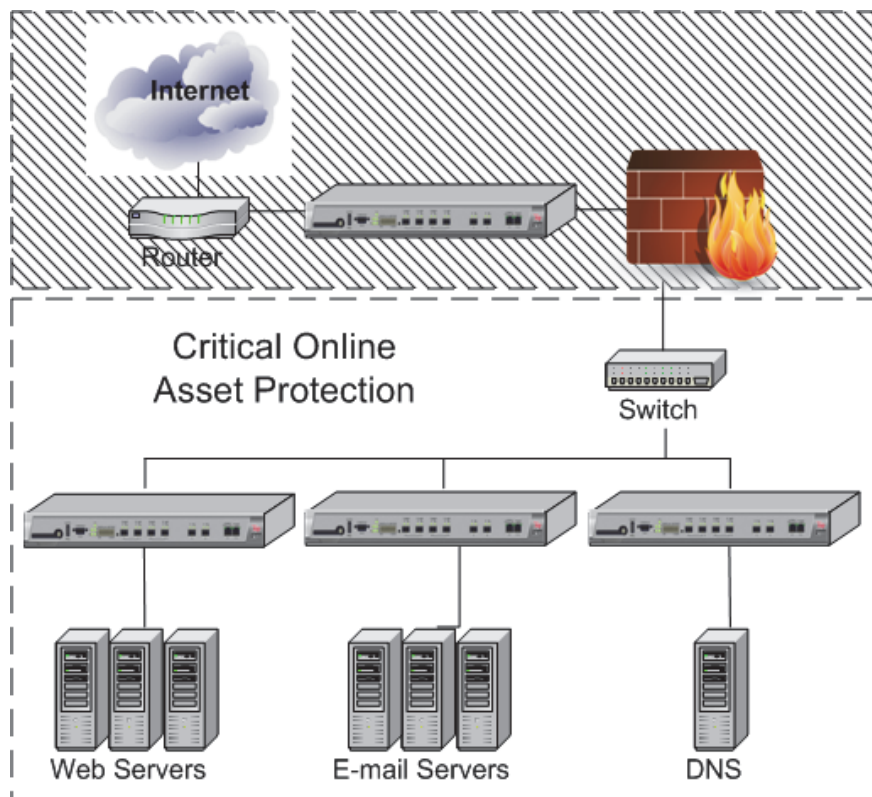 Internet
Router
Critical Online
Asset Protection
Switch
Web Servers
E-mail Servers
DNS